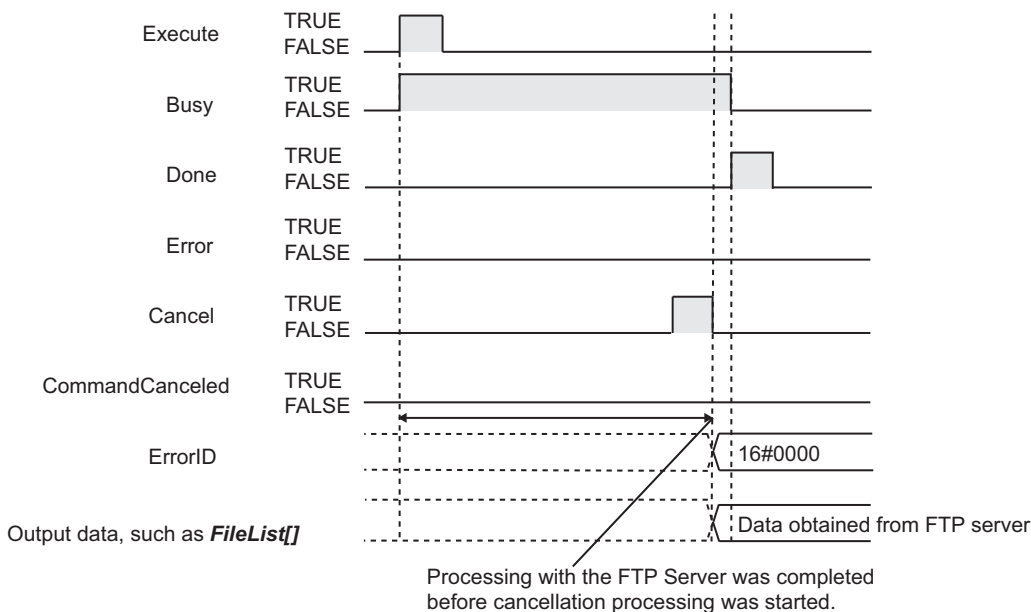 Execute TRUE
FALSE
Busy TRUE
FALSE
Done TRUE
FALSE
Error TRUE
FALSE
Cancel TRUE
FALSE
CommandCanceled TRUE
FALSE
ErrorID 16#0000
Output data, such as FileList[] Data obtained from FTP server
Processing with the FTP Server was completed
before cancellation processing was started.